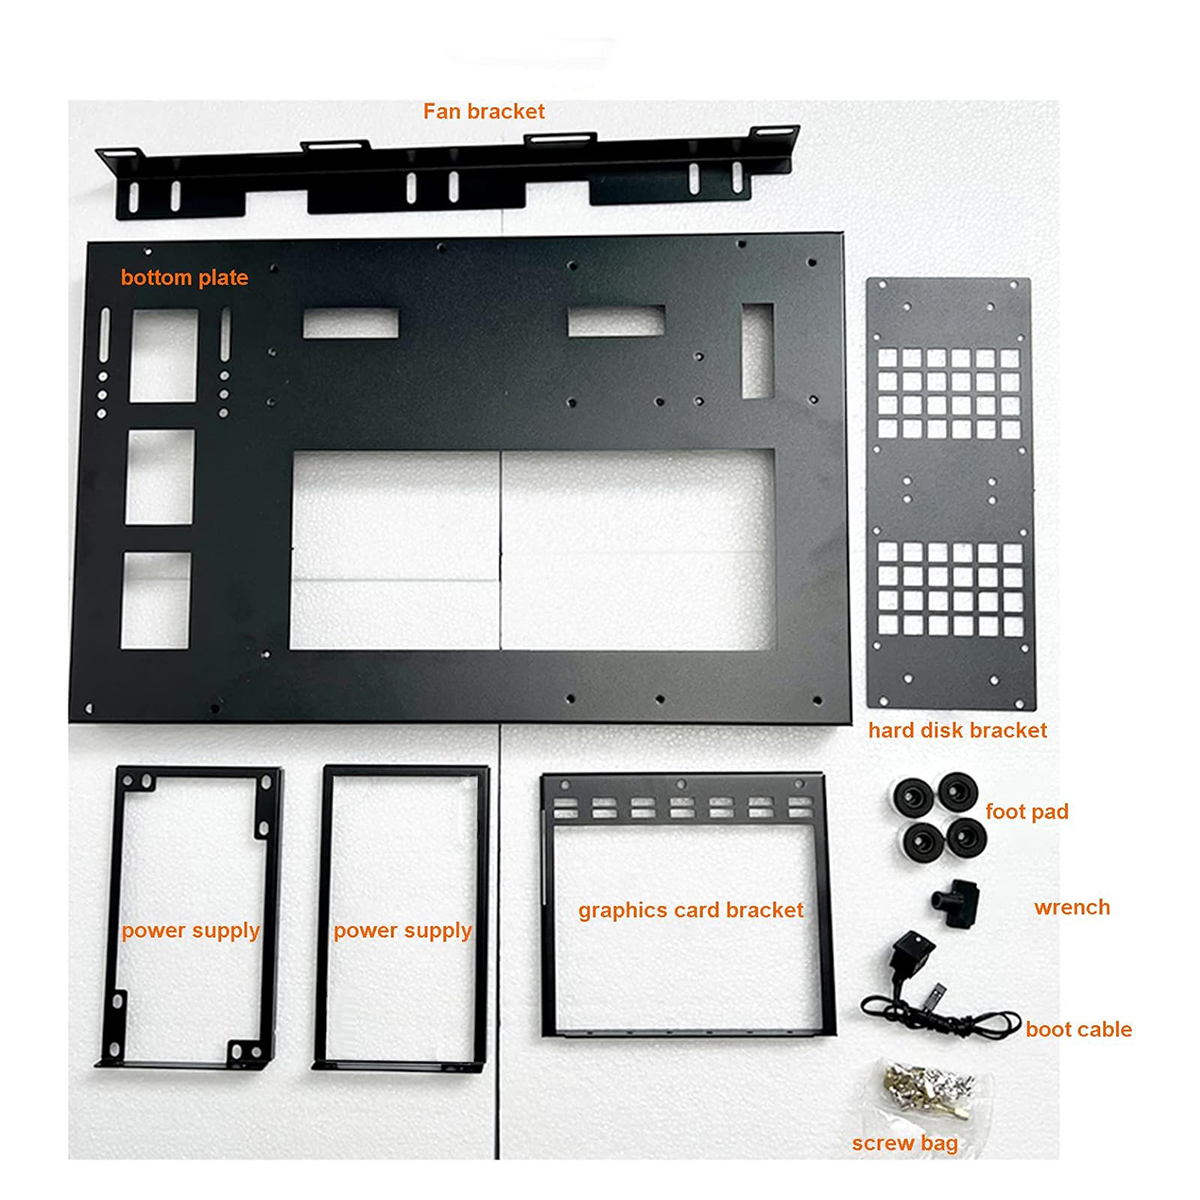 Fan bracket
bottom plate
hard disk bracket
foot pad
wrench
graphics card bracket
power supply
power supply
boot cable
screw bag